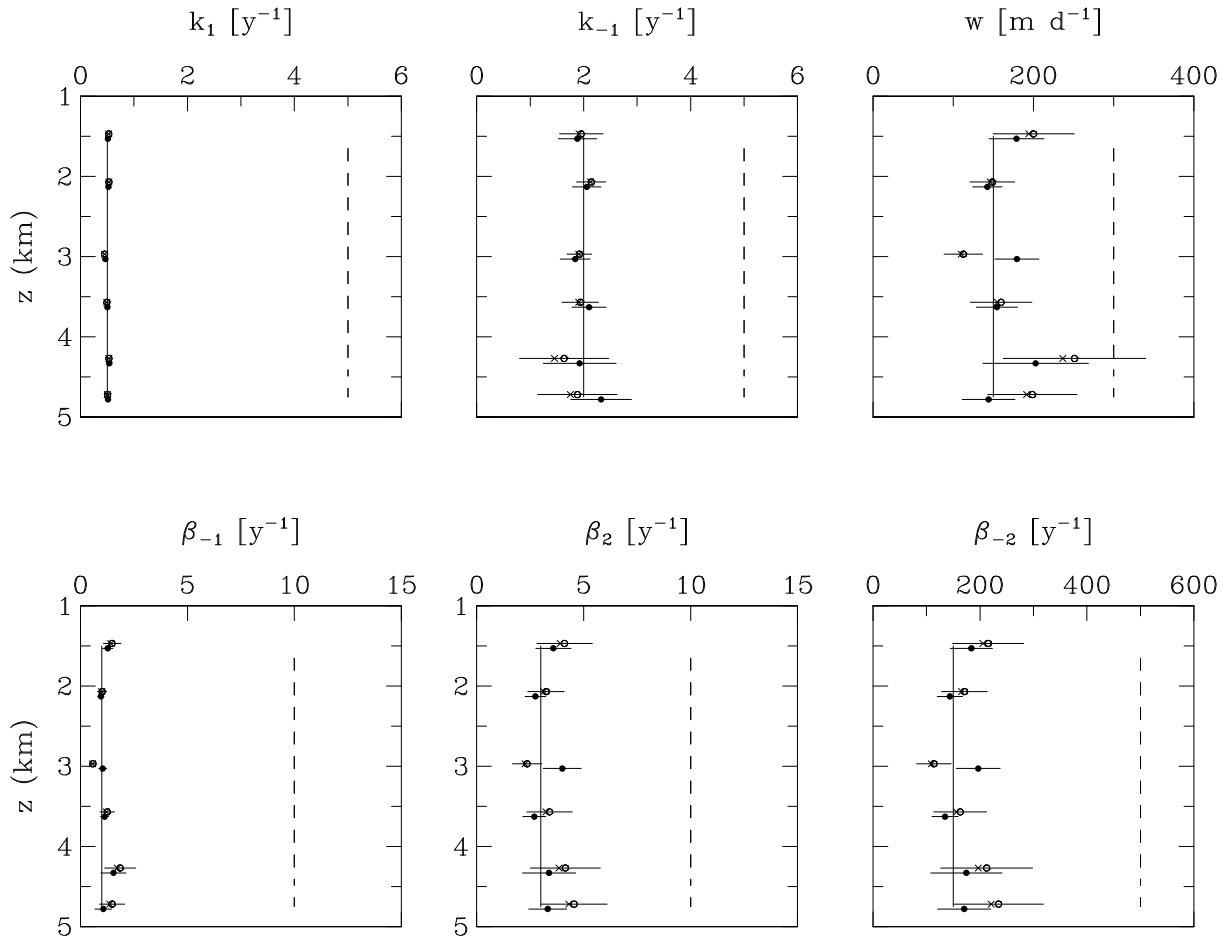 k₁ [y⁻¹]
k₋₁ [y⁻¹]
w [m d⁻¹]
0 2 4 6
0 2 4 6
0 200 400
1
2
3
4
5
z (km)
β₋₁ [y⁻¹]
β₂ [y⁻¹]
β₋₂ [y⁻¹]
0 5 10 15
0 5 10 15
0 200 400 600
1
2
3
4
5
z (km)